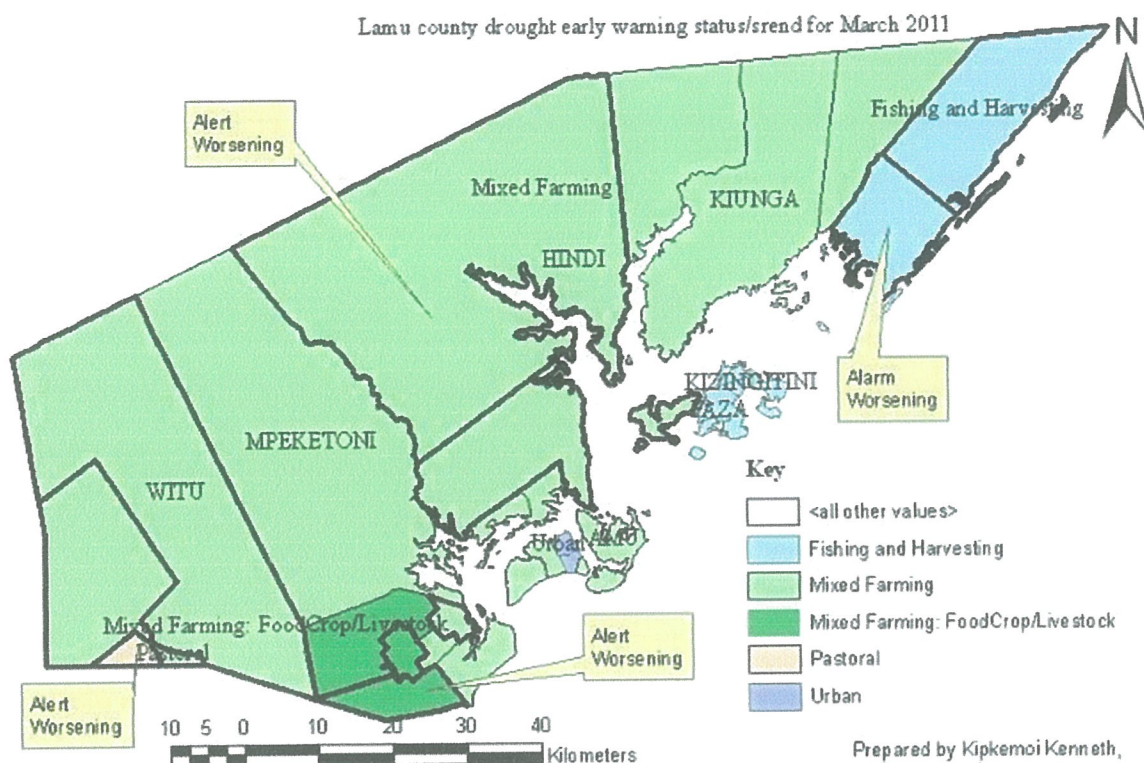 Lamu county drought early warning status/srend for March 2011
N
Fishing and Harvesting
Alert
Worsening
Mixed Farming
KIUNGA
HINDI
KIZINGITINI
FAZA
Alarm
Worsening
MPEKETONI
WITU
Urban
AMU
Mixed Farming: FoodCrop/Livestock
Pastoral
Alert
Worsening
Alert
Worsening
Key
<all other values>
Fishing and Harvesting
Mixed Farming
Mixed Farming: FoodCrop/Livestock
Pastoral
Urban
10 5 0 10 20 30 40
Kilometers
Prepared by Kipkemoi Kenneth,